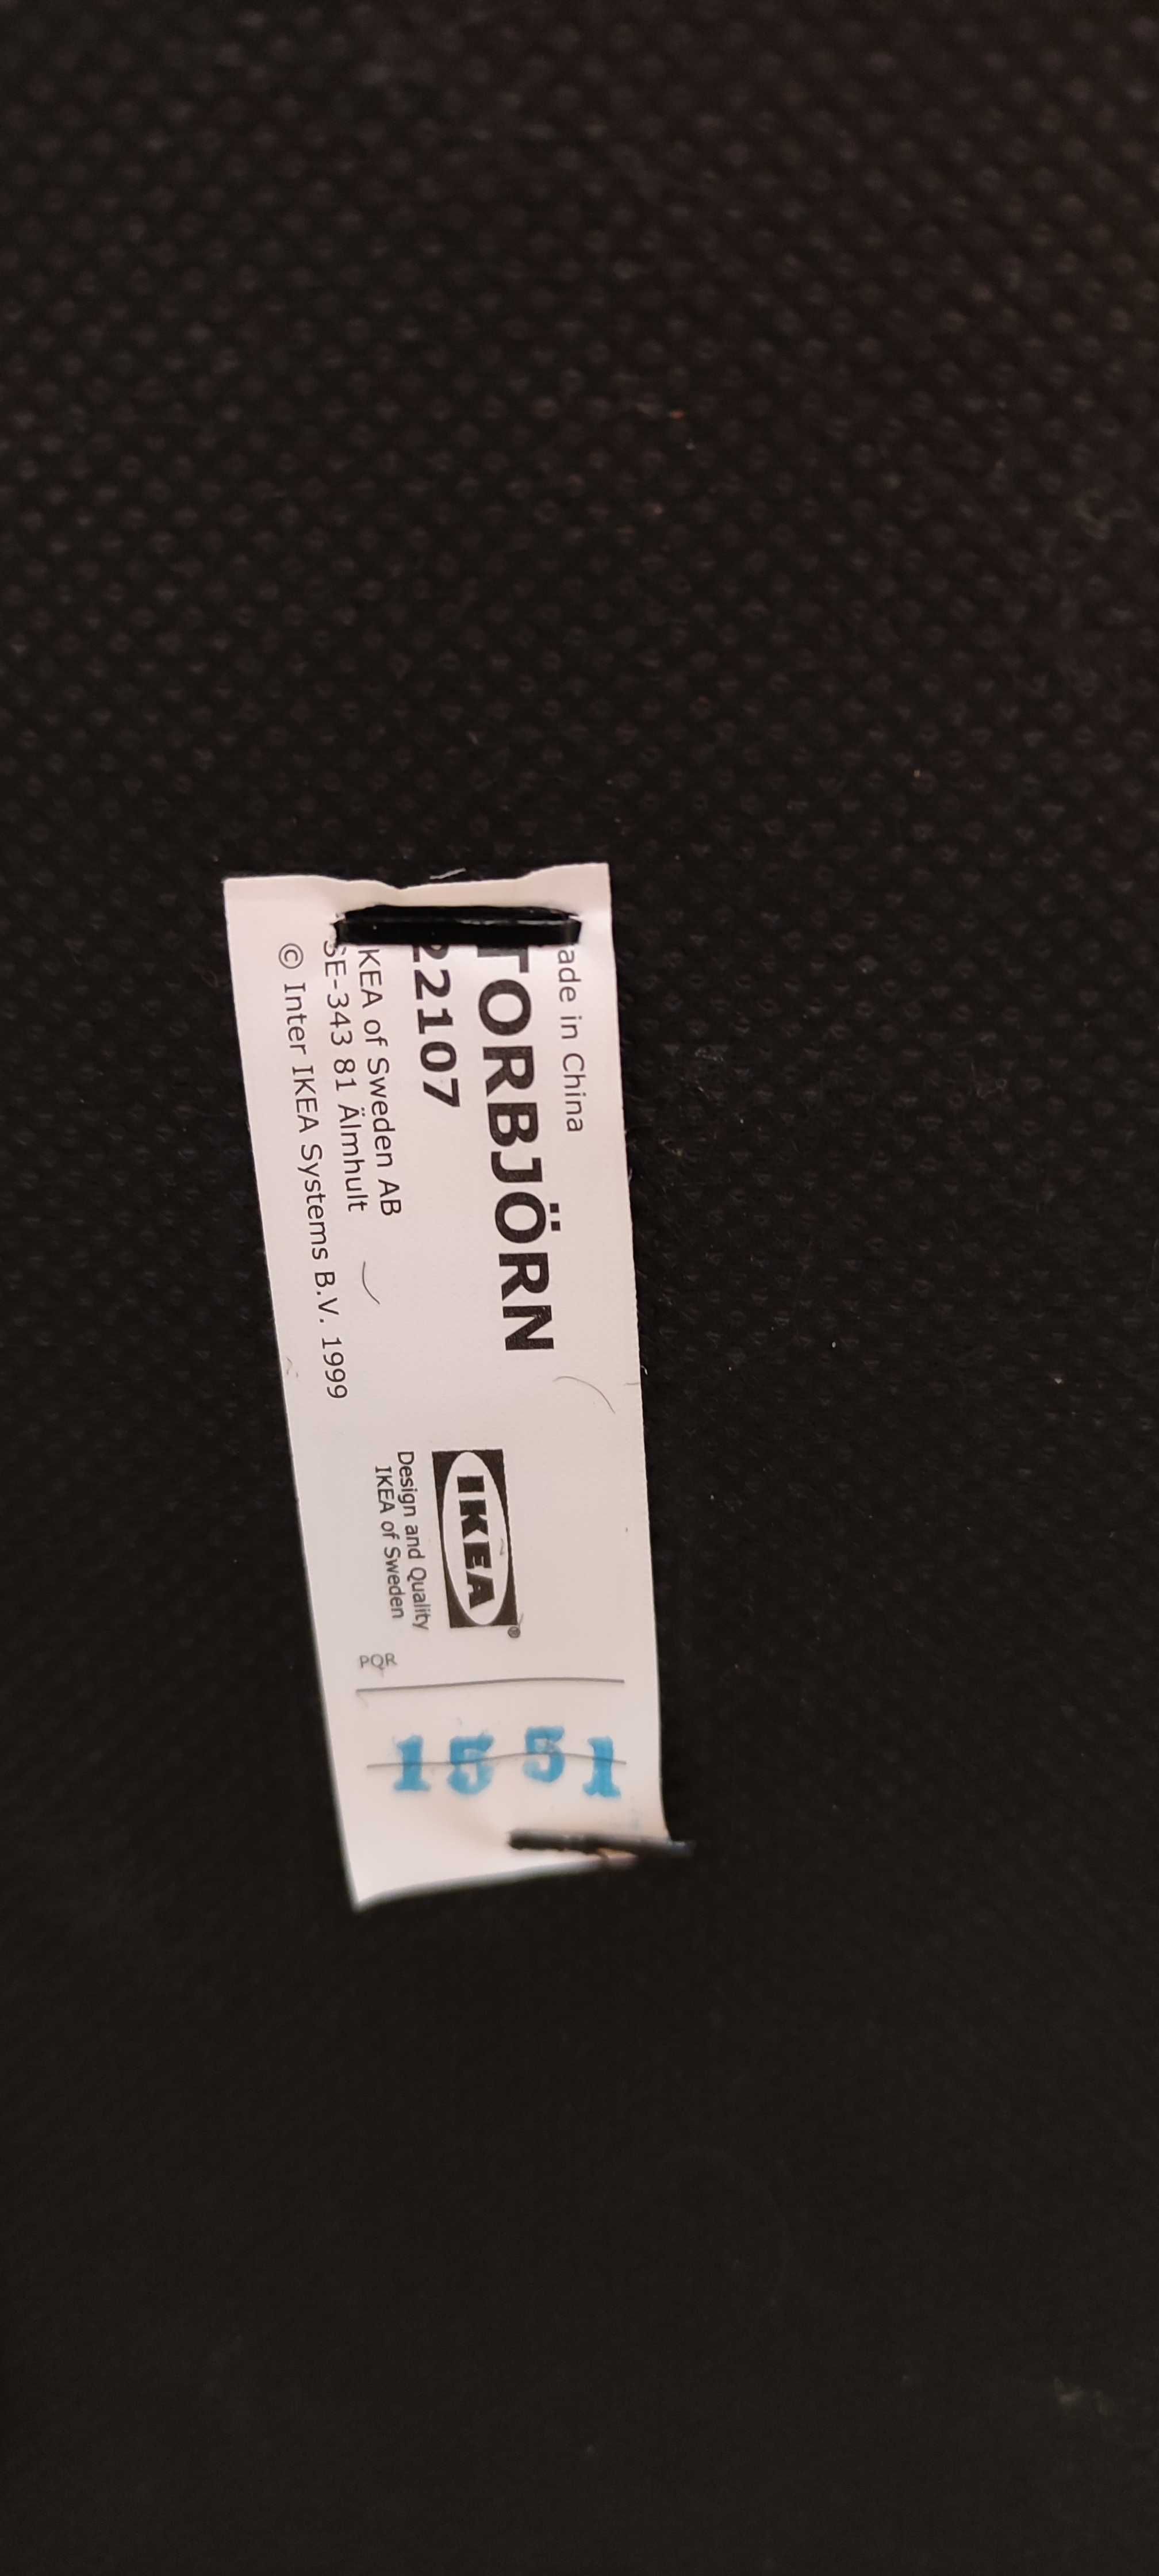 ade in China
TORBJÖRN
22107
KEA of Sweden AB
SE-343 81 Älmhult
© Inter IKEA Systems B.V. 1999
IKEA®
Design and Quality
IKEA of Sweden
PQR
1551